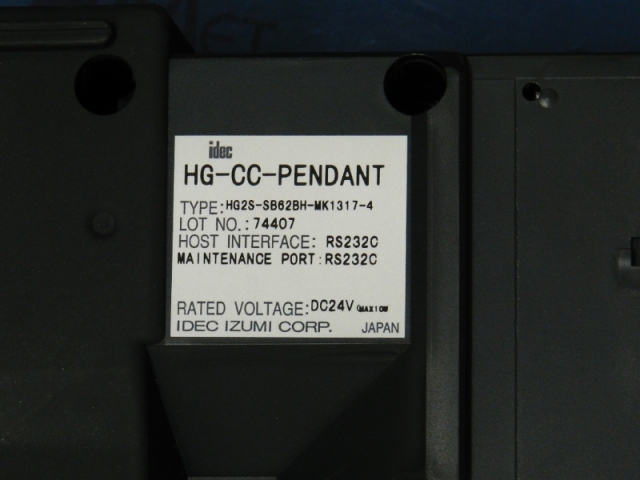 idec
HG-CC-PENDANT
TYPE: HG2S-SB62BH-MK1317-4
LOT NO.: 74407
HOST INTERFACE: RS232C
MAINTENANCE PORT: RS232C
RATED VOLTAGE: DC24V (MAX10W
IDEC IZUMI CORP. JAPAN